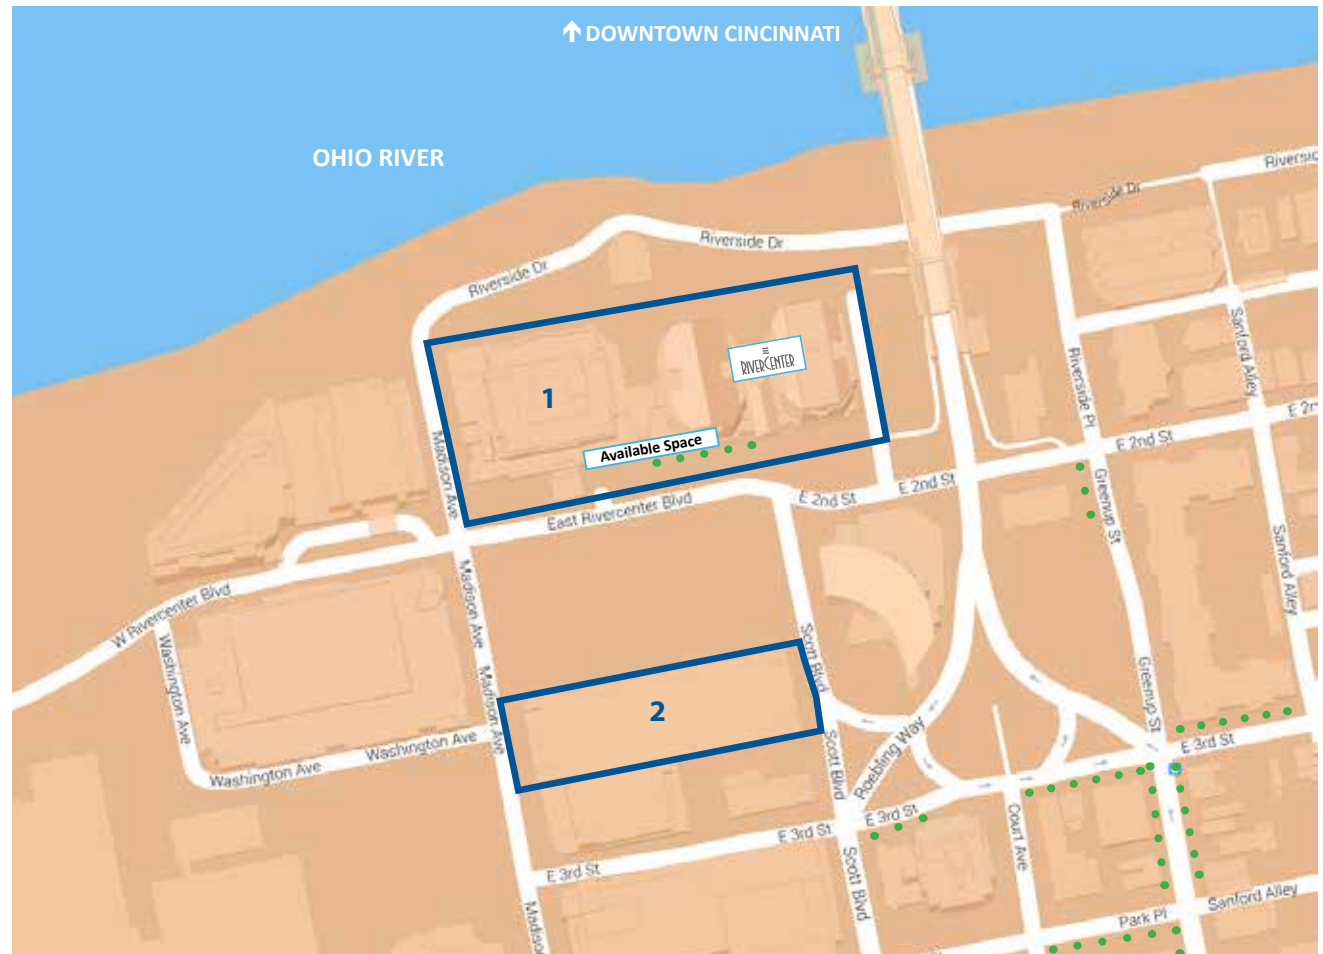 DOWNTOWN CINCINNATI
OHIO RIVER
Riverside
Riverside Dr
Riverside Dr
Riverside Dr
RIVERCENTER
1
Available Space
Madison Ave
East Rivercenter Blvd
E 2nd St
E 2nd St
E 2nd St
E 2n
Riverside Pl
Sanford Alley
Greenup St
Sanford Alley
W Rivercenter Blvd
Washington Ave
Madison Ave
Madison Ave
Scott Blvd
2
Washington Ave
Washington Ave
Scott Blvd
Roebling Way
Greenup St
E 3rd St
E 3rd St
E 3rd St
E 3rd St
Court Ave
Scott Blvd
Madiso
Park Pl
Sanford Alley